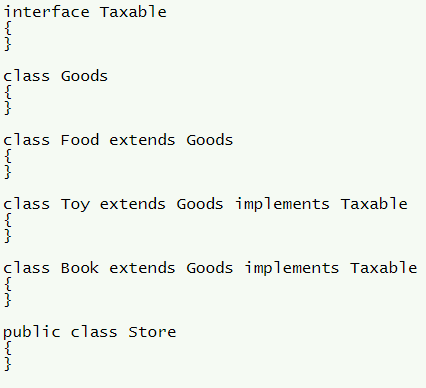 interface Taxable
{
}
class Goods
{
}
class Food extends Goods
{
}
class Toy extends Goods implements Taxable
{
}
class Book extends Goods implements Taxable
{
}
public class Store
{
}